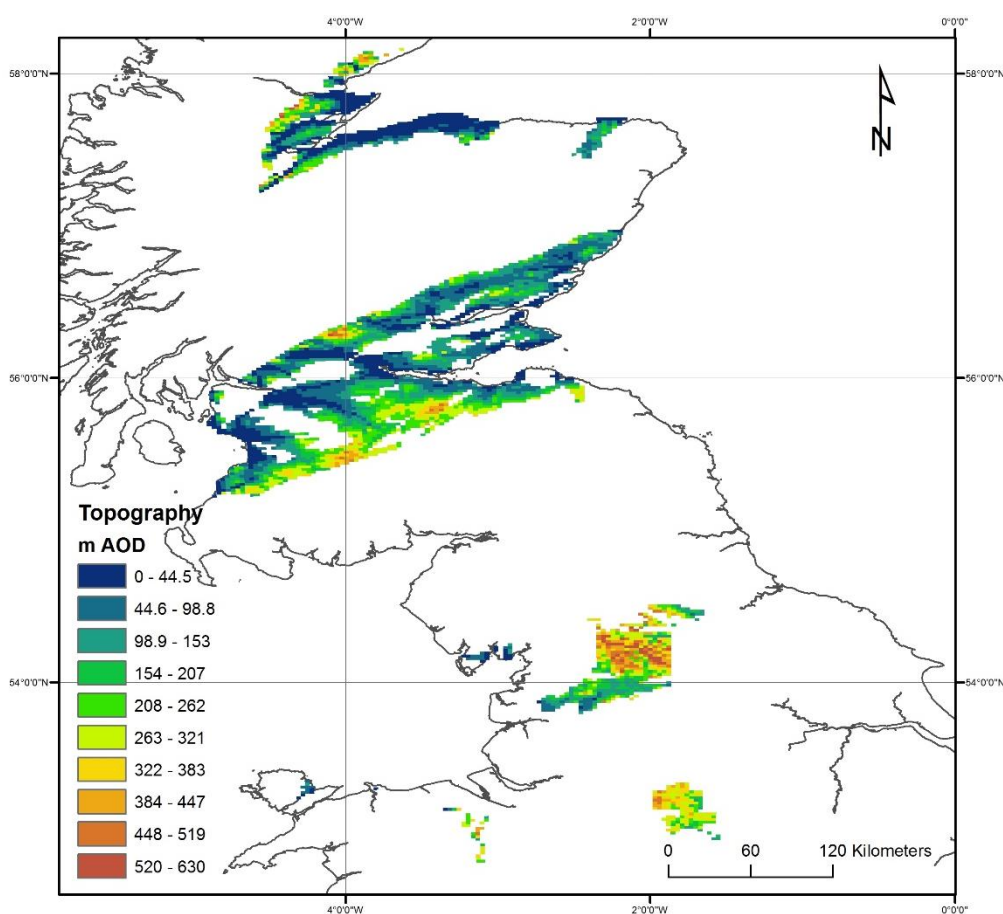 4°0'0"W 2°0'0"W 0°0'0"
58°0'0"N 58°0'0"N
N
56°0'0"N 56°0'0"N
Topography
m AOD
0 - 44.5
44.6 - 98.8
98.9 - 153
154 - 207
208 - 262
263 - 321
322 - 383
384 - 447
448 - 519
520 - 630
54°0'0"N 54°0'0"N
0 60 120 Kilometers
4°0'0"W 2°0'0"W 0°0'0"